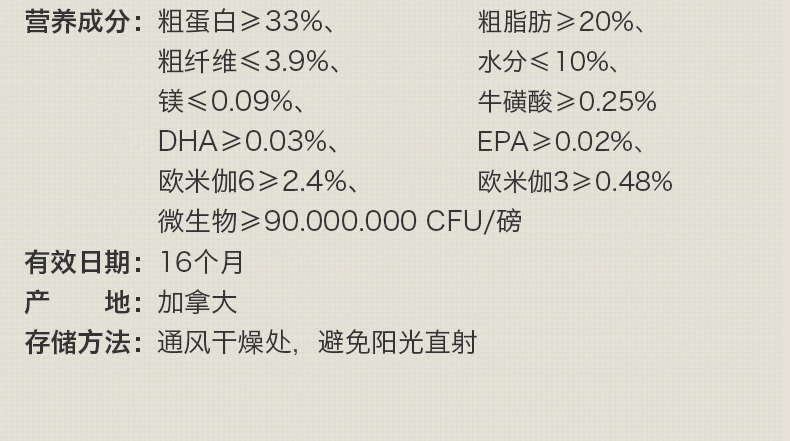 营养成分：粗蛋白≥33%、 粗脂肪≥20%、
粗纤维≤3.9%、 水分≤10%、
镁≤0.09%、 牛磺酸≥0.25%
DHA≥0.03%、 EPA≥0.02%、
欧米伽6≥2.4%、 欧米伽3≥0.48%
微生物≥90.000.000 CFU/磅
有效日期：16个月
产 地：加拿大
存储方法：通风干燥处，避免阳光直射